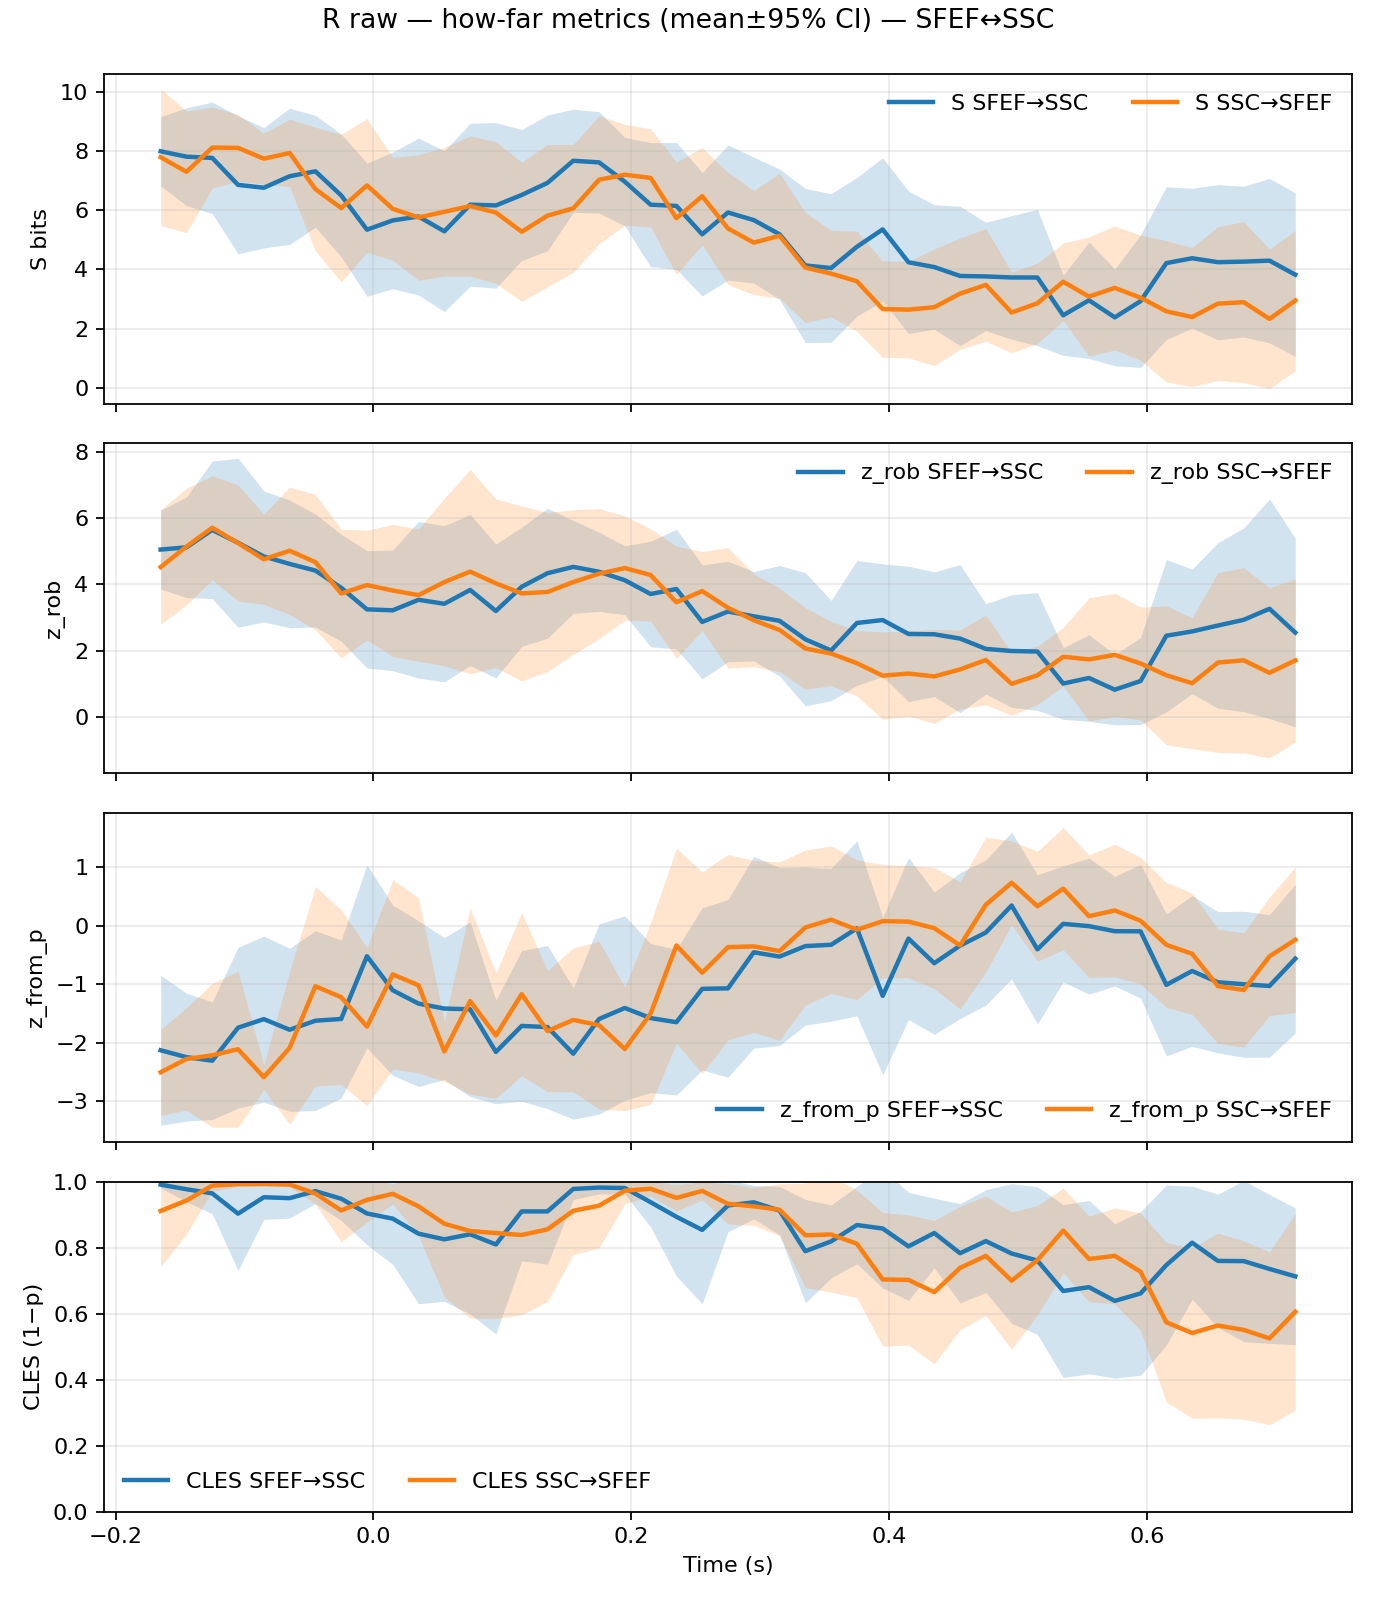 R raw — how-far metrics (mean±95% CI) — SFEF↔SSC
S SFEF→SSC
S SSC→SFEF
10
8
6
4
2
0
S bits
z_rob SFEF→SSC
z_rob SSC→SFEF
8
6
4
2
0
z_rob
1
0
−1
−2
−3
z_from_p
z_from_p SFEF→SSC
z_from_p SSC→SFEF
1.0
0.8
0.6
0.4
0.2
0.0
CLES (1−p)
CLES SFEF→SSC
CLES SSC→SFEF
−0.2
0.0
0.2
0.4
0.6
Time (s)